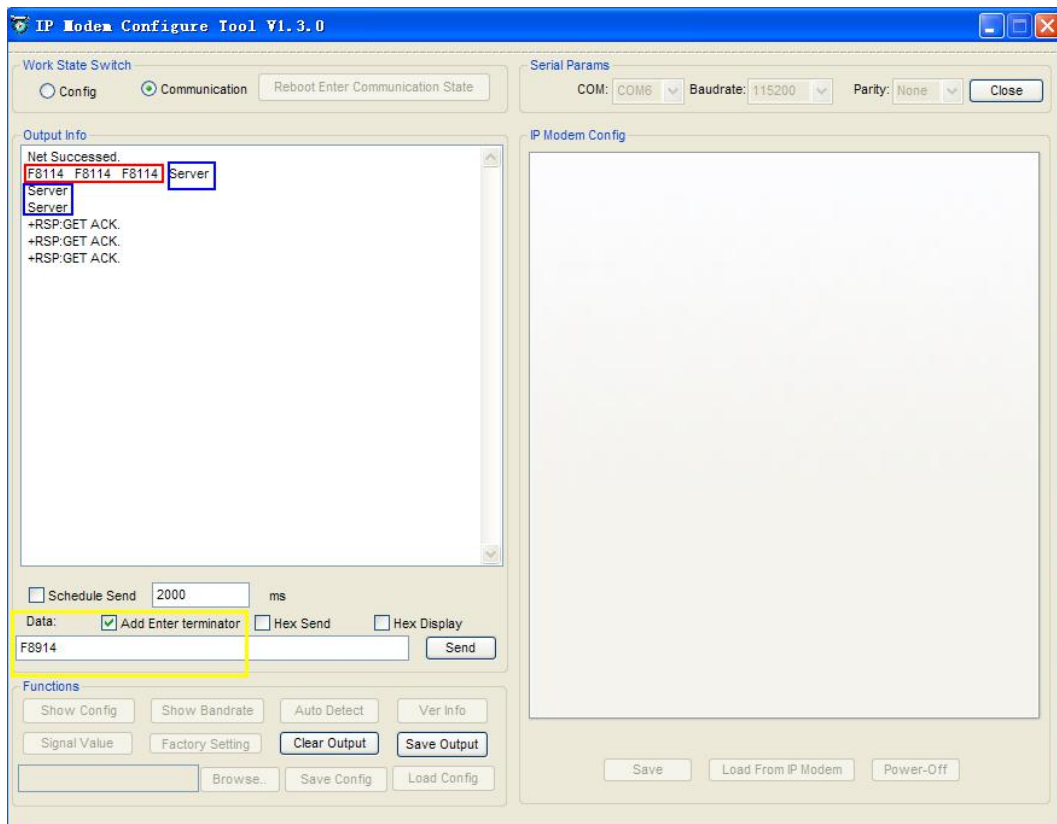 IP Modem Configure Tool V1.3.0
Work State Switch
Config Communication Reboot Enter Communication State
Serial Params
COM: COM6 Baudrate: 115200 Parity: None Close
Output Info
Net Successed.
F8114 F8114 F8114 Server
Server
Server
+RSP:GET ACK.
+RSP:GET ACK.
+RSP:GET ACK.
Schedule Send 2000 ms
Data: Add Enter terminator Hex Send Hex Display
F8914 Send
Functions
Show Config Show Bandrate Auto Detect Ver Info
Signal Value Factory Setting Clear Output Save Output
Browse.. Save Config Load Config
IP Modem Config
Save Load From IP Modem Power-Off